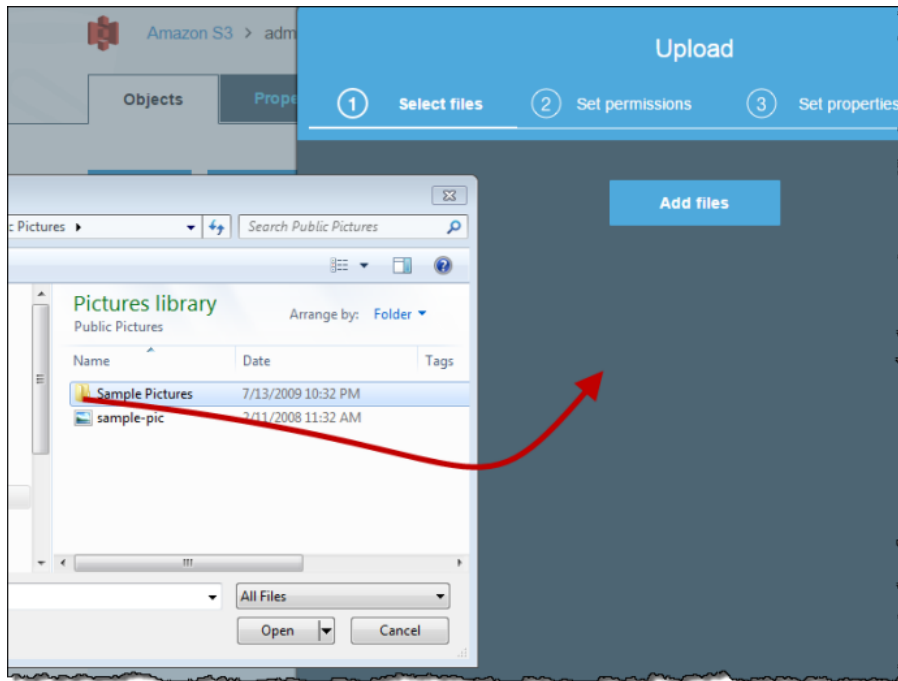 Amazon S3 > adm
Upload
Objects
Prope
1 Select files
2 Set permissions
3 Set properties
Add files
c Pictures
Search Public Pictures
Pictures library
Public Pictures
Arrange by: Folder
Name Date Tags
Sample Pictures 7/13/2009 10:32 PM
sample-pic 2/11/2008 11:32 AM
All Files
Open Cancel